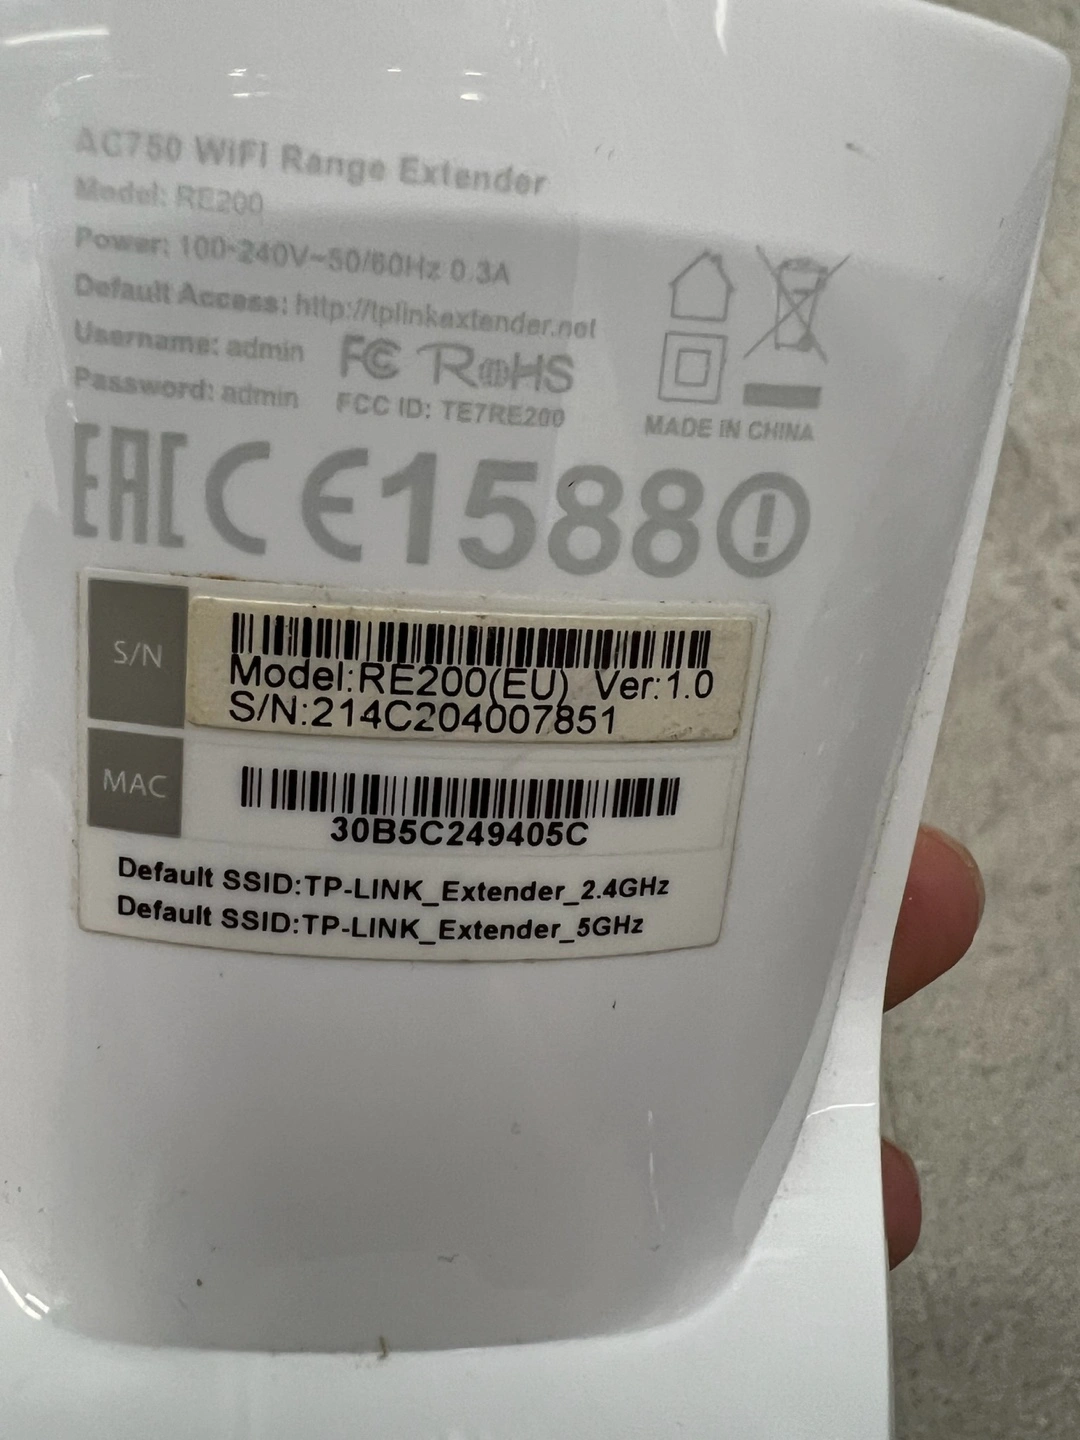 AC750 WiFi Range Extender
Model: RE200
Power: 100-240V~50/60Hz 0.3A
Default Access: http://tplinkextender.net
Username: admin
Password: admin
FC RoHS
FCC ID: TE7RE200
MADE IN CHINA
EAC CE1588
S/N
Model:RE200(EU) Ver:1.0
S/N:214C204007851
MAC
30B5C249405C
Default SSID:TP-LINK_Extender_2.4GHz
Default SSID:TP-LINK_Extender_5GHz